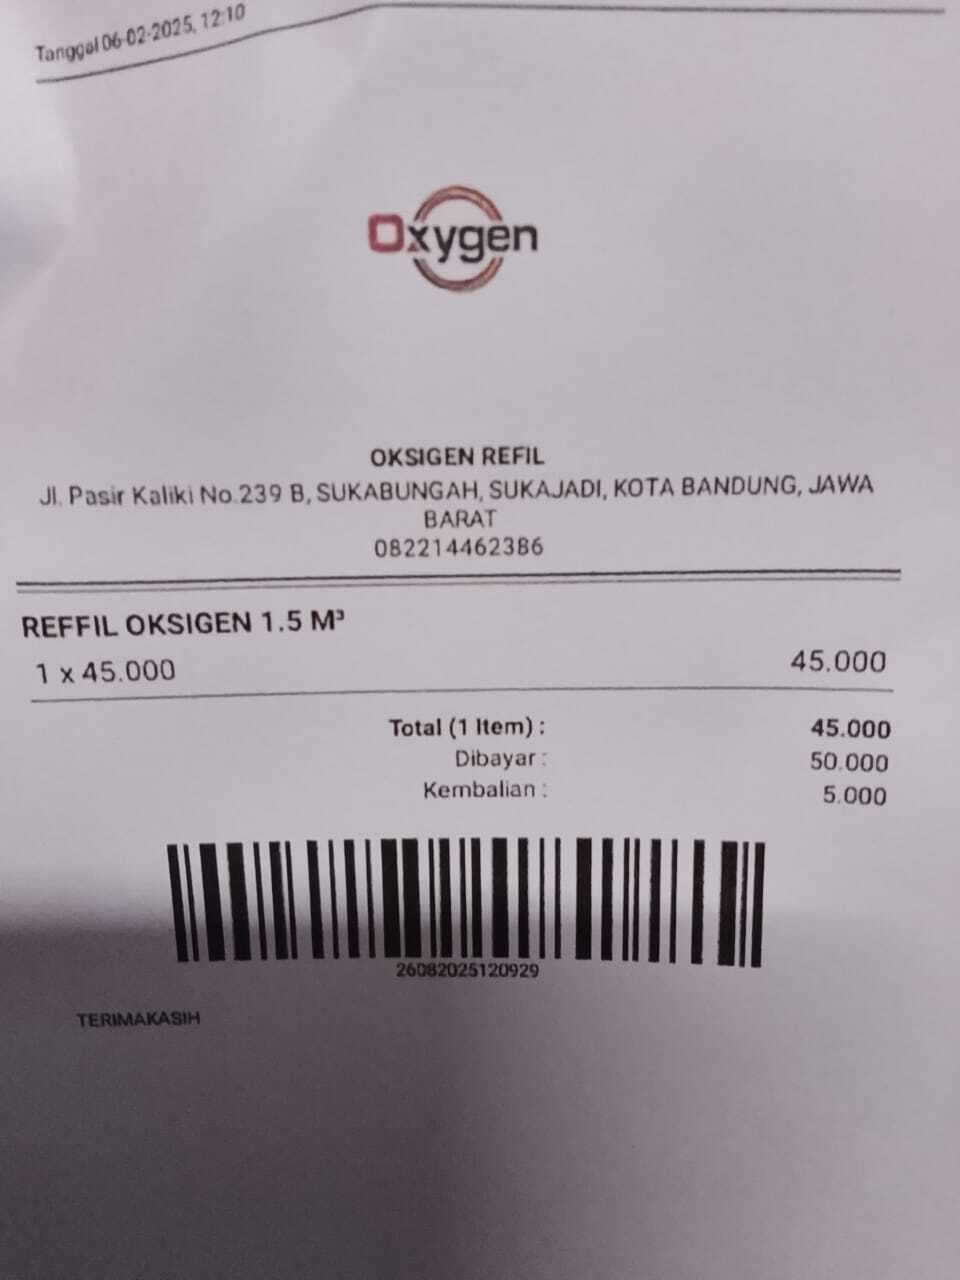 Tanggal 06-02-2025, 12:10
Oxygen
OKSIGEN REFIL
Jl. Pasir Kaliki No.239 B, SUKABUNGAH, SUKAJADI, KOTA BANDUNG, JAWA
BARAT
082214462386
REFFIL OKSIGEN 1.5 M³
1 x 45.000 45.000
Total (1 Item) : 45.000
Dibayar : 50.000
Kembalian : 5.000
26082025120929
TERIMAKASIH